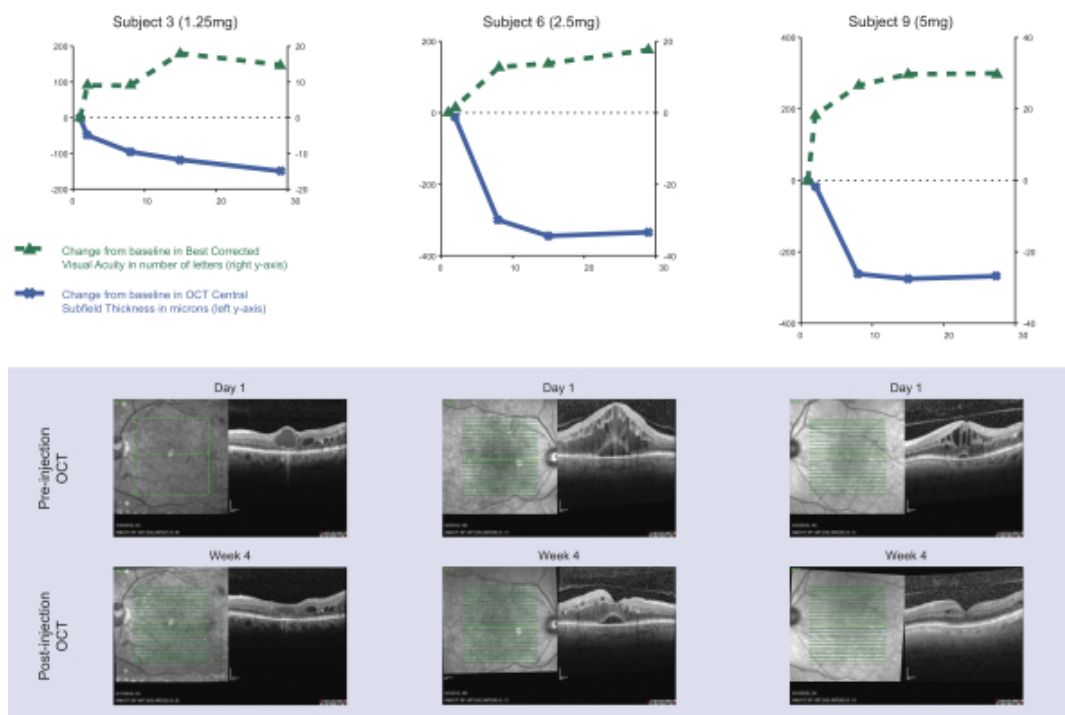 Subject 3 (1.25mg)
200
100
0
-100
-200
20
10
0
-10
-20
0
10
20
30
Subject 6 (2.5mg)
200
0
-200
-400
20
0
-20
-40
0
10
20
30
Subject 9 (5mg)
400
200
0
-200
-400
40
20
0
-20
-40
0
10
20
30
Change from baseline in Best Corrected
Visual Acuity in number of letters (right y-axis)
Change from baseline in OCT Central
Subfield Thickness in microns (left y-axis)
Pre-injection
OCT
Day 1
Day 1
Day 1
Post-injection
OCT
Week 4
Week 4
Week 4